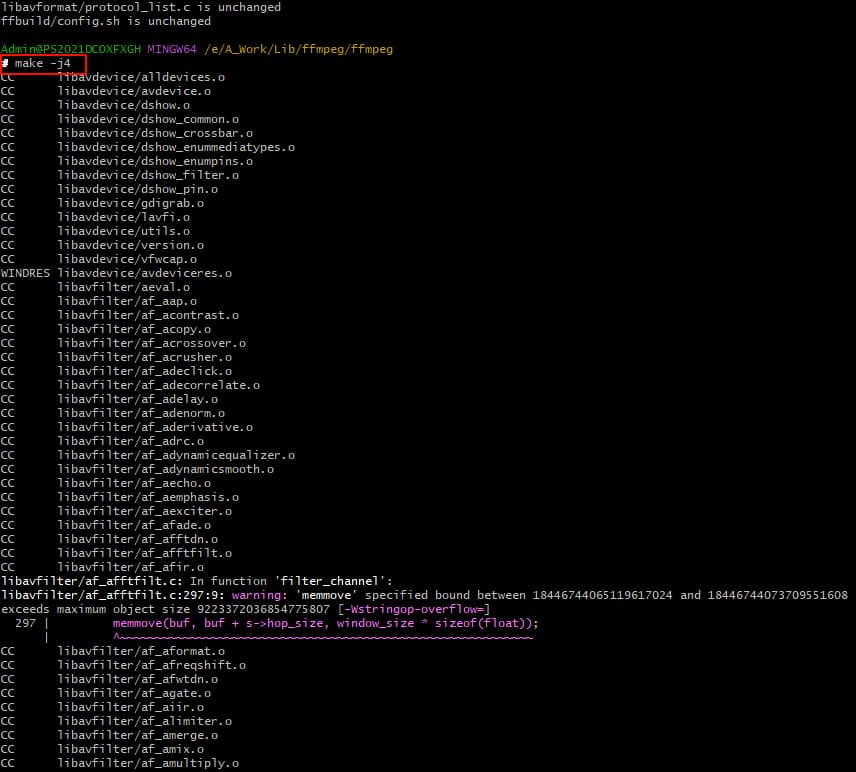 libavformat/protocol_list.c is unchanged
ffbuild/config.sh is unchanged
Admin@PS2021DCOXFXGH MINGW64 /e/A_Work/Lib/ffmpeg/ffmpeg
# make -j4
CC libavdevice/alldevices.o
CC libavdevice/avdevice.o
CC libavdevice/dshow.o
CC libavdevice/dshow_common.o
CC libavdevice/dshow_crossbar.o
CC libavdevice/dshow_enummediatypes.o
CC libavdevice/dshow_enumpins.o
CC libavdevice/dshow_filter.o
CC libavdevice/dshow_pin.o
CC libavdevice/gdigrab.o
CC libavdevice/lavfi.o
CC libavdevice/utils.o
CC libavdevice/version.o
CC libavdevice/vfwcap.o
WINDRES libavdevice/avdeviceres.o
CC libavfilter/aeval.o
CC libavfilter/af_aap.o
CC libavfilter/af_acontrast.o
CC libavfilter/af_acopy.o
CC libavfilter/af_acrossover.o
CC libavfilter/af_acrusher.o
CC libavfilter/af_adeclick.o
CC libavfilter/af_adecorrelate.o
CC libavfilter/af_adelay.o
CC libavfilter/af_adenorm.o
CC libavfilter/af_aderivative.o
CC libavfilter/af_adrc.o
CC libavfilter/af_adynamicequalizer.o
CC libavfilter/af_adynamicsmooth.o
CC libavfilter/af_aecho.o
CC libavfilter/af_aemphasis.o
CC libavfilter/af_aexciter.o
CC libavfilter/af_afade.o
CC libavfilter/af_afftdn.o
CC libavfilter/af_afftfilt.o
CC libavfilter/af_afir.o
libavfilter/af_afftfilt.c: In function 'filter_channel':
libavfilter/af_afftfilt.c:297:9: warning: 'memmove' specified bound between 18446744065119617024 and 18446744073709551608
exceeds maximum object size 9223372036854775807 [-Wstringop-overflow=]
297 | memmove(buf, buf + s->hop_size, window_size * sizeof(float));
| ^~~~~~~~~~~~~~~~~~~~~~~~~~~~~~~~~~~~~~~~~~~~~~~~~~~~~~~~~~~~
CC libavfilter/af_aformat.o
CC libavfilter/af_afreqshift.o
CC libavfilter/af_afwtdn.o
CC libavfilter/af_agate.o
CC libavfilter/af_aiir.o
CC libavfilter/af_alimiter.o
CC libavfilter/af_amerge.o
CC libavfilter/af_amix.o
CC libavfilter/af_amultiply.o